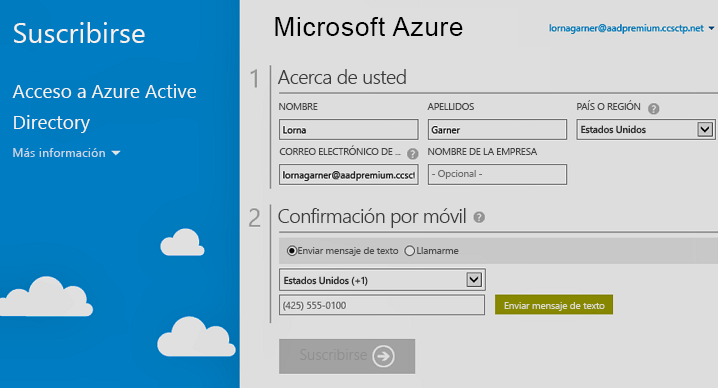 Suscribirse
Acceso a Azure Active
Directory
Más información
Microsoft Azure
lornagarner@aadpremium.ccsctp.net
1 Acerca de usted
NOMBRE APELLIDOS PAÍS O REGIÓN ?
Lorna Garner Estados Unidos
CORREO ELECTRÓNICO DE ... ? NOMBRE DE LA EMPRESA
lornagarner@aadpremium.ccsct - Opcional -
2 Confirmación por móvil ?
Enviar mensaje de texto Llamarme
Estados Unidos (+1)
(425) 555-0100 Enviar mensaje de texto
Suscribirse